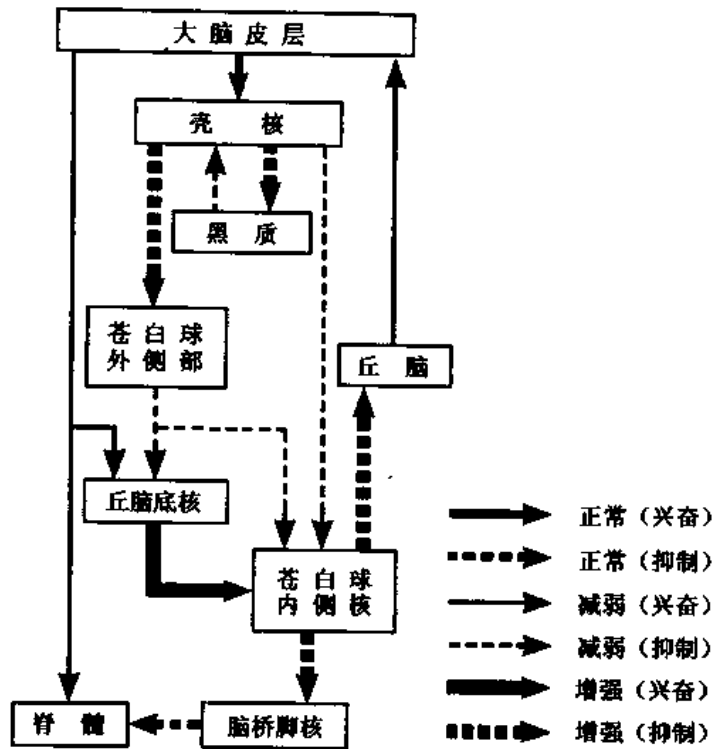 大脑皮层
壳核
黑质
苍白球
外侧部
丘脑
丘脑底核
苍白球
内侧核
脊髓
脑桥脚核
正常(兴奋)
正常(抑制)
减弱(兴奋)
减弱(抑制)
增强(兴奋)
增强(抑制)